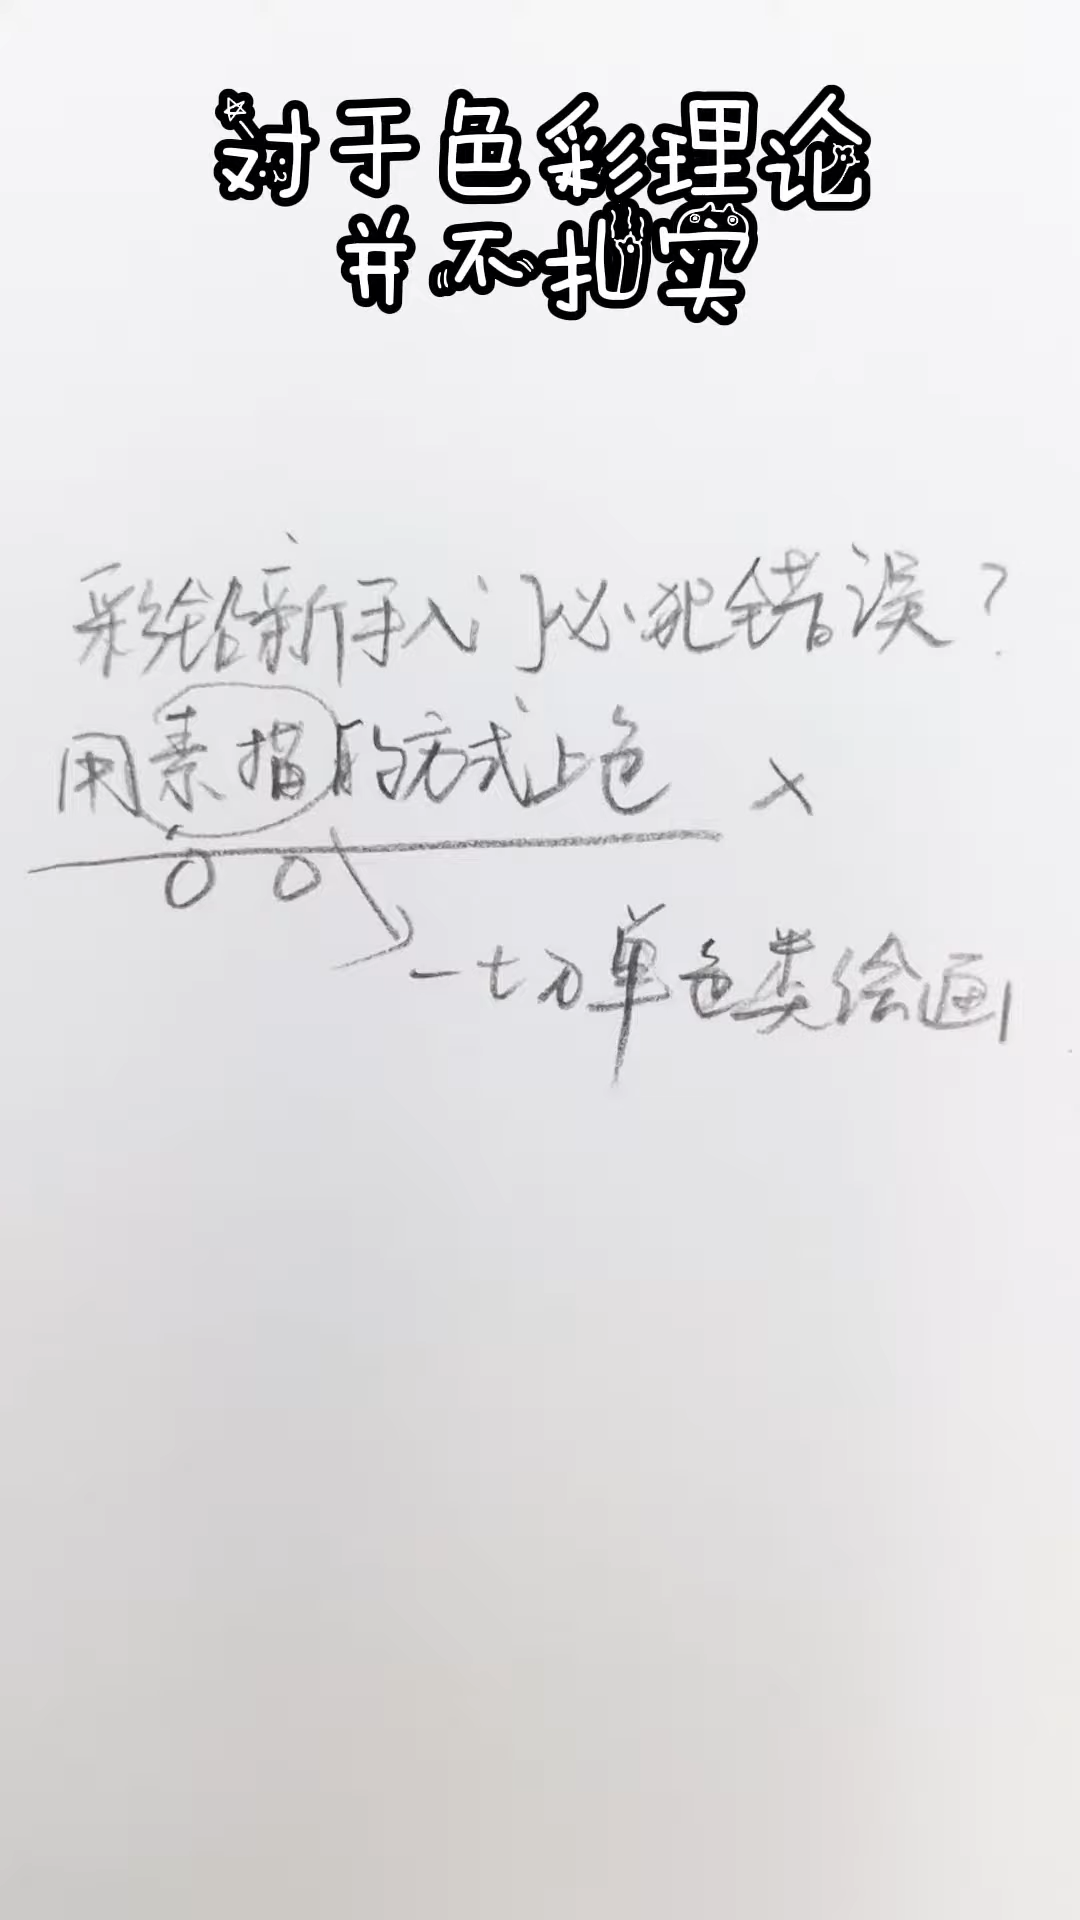 对于色彩理论
并不扎实
彩绘新手入门必犯错误？
用素描的方式上色 ×
一切单色类绘画